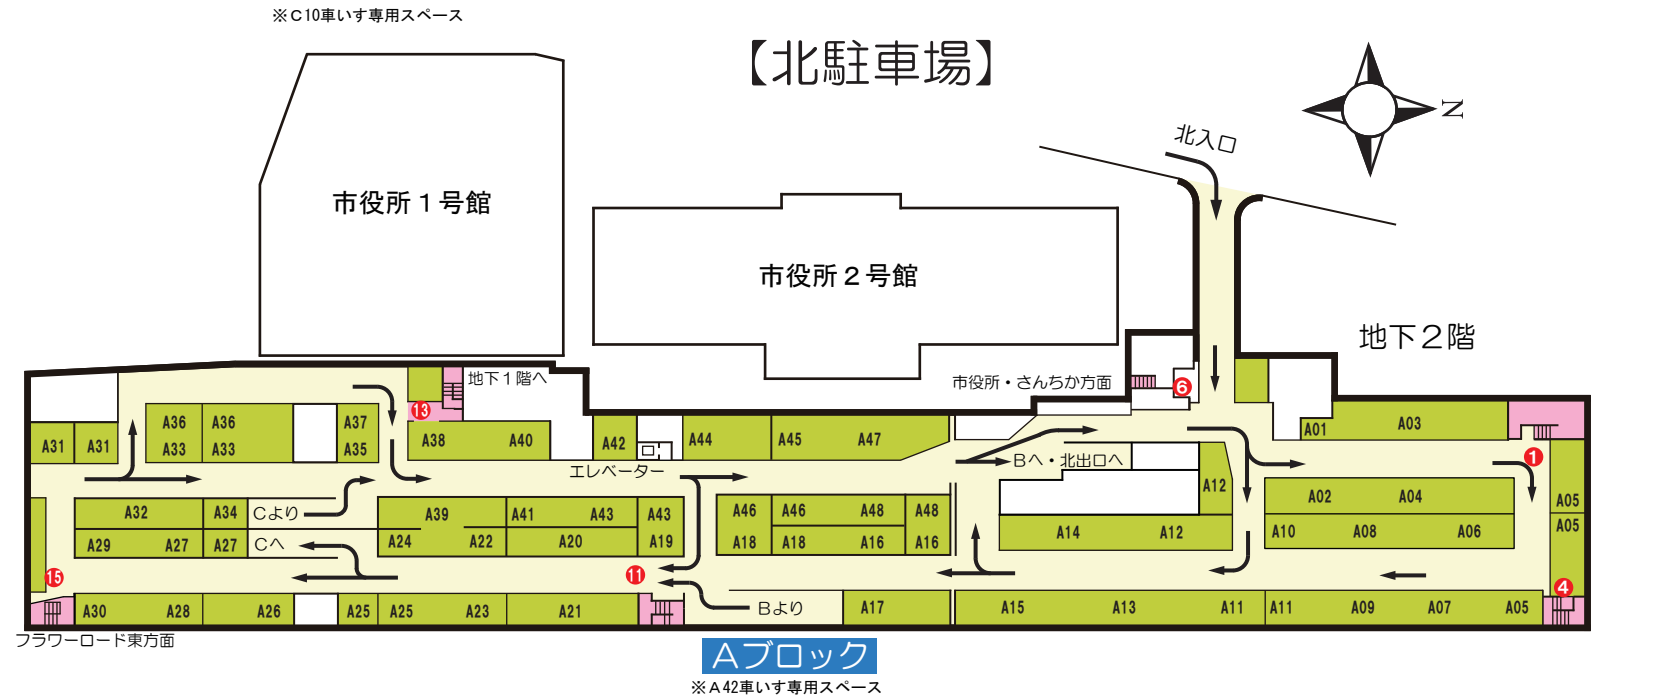 ※C10車いす専用スペース
【北駐車場】
N
北入口
市役所1号館
市役所2号館
地下2階
地下1階へ
市役所・さんちか方面
6
13
A36 A36 A37
A33 A33 A35
A31 A31
A38 A40
A42
A44
A45 A47
A01
A03
エレベーター
Bへ・北出口へ
1
A12
A02 A04
A05
A32 A34 Cより
A39 A41 A43 A43
A46 A46 A48 A48
A29 A27 A27 Cへ
A24 A22 A20 A19
A18 A18 A16 A16
A14 A12
A10 A08 A06
A05
15
11
4
A30 A28 A26 A25 A25 A23 A21
Bより
A17
A15 A13 A11 A11 A09 A07 A05
フラワーロード東方面
Aブロック
※A42車いす専用スペース